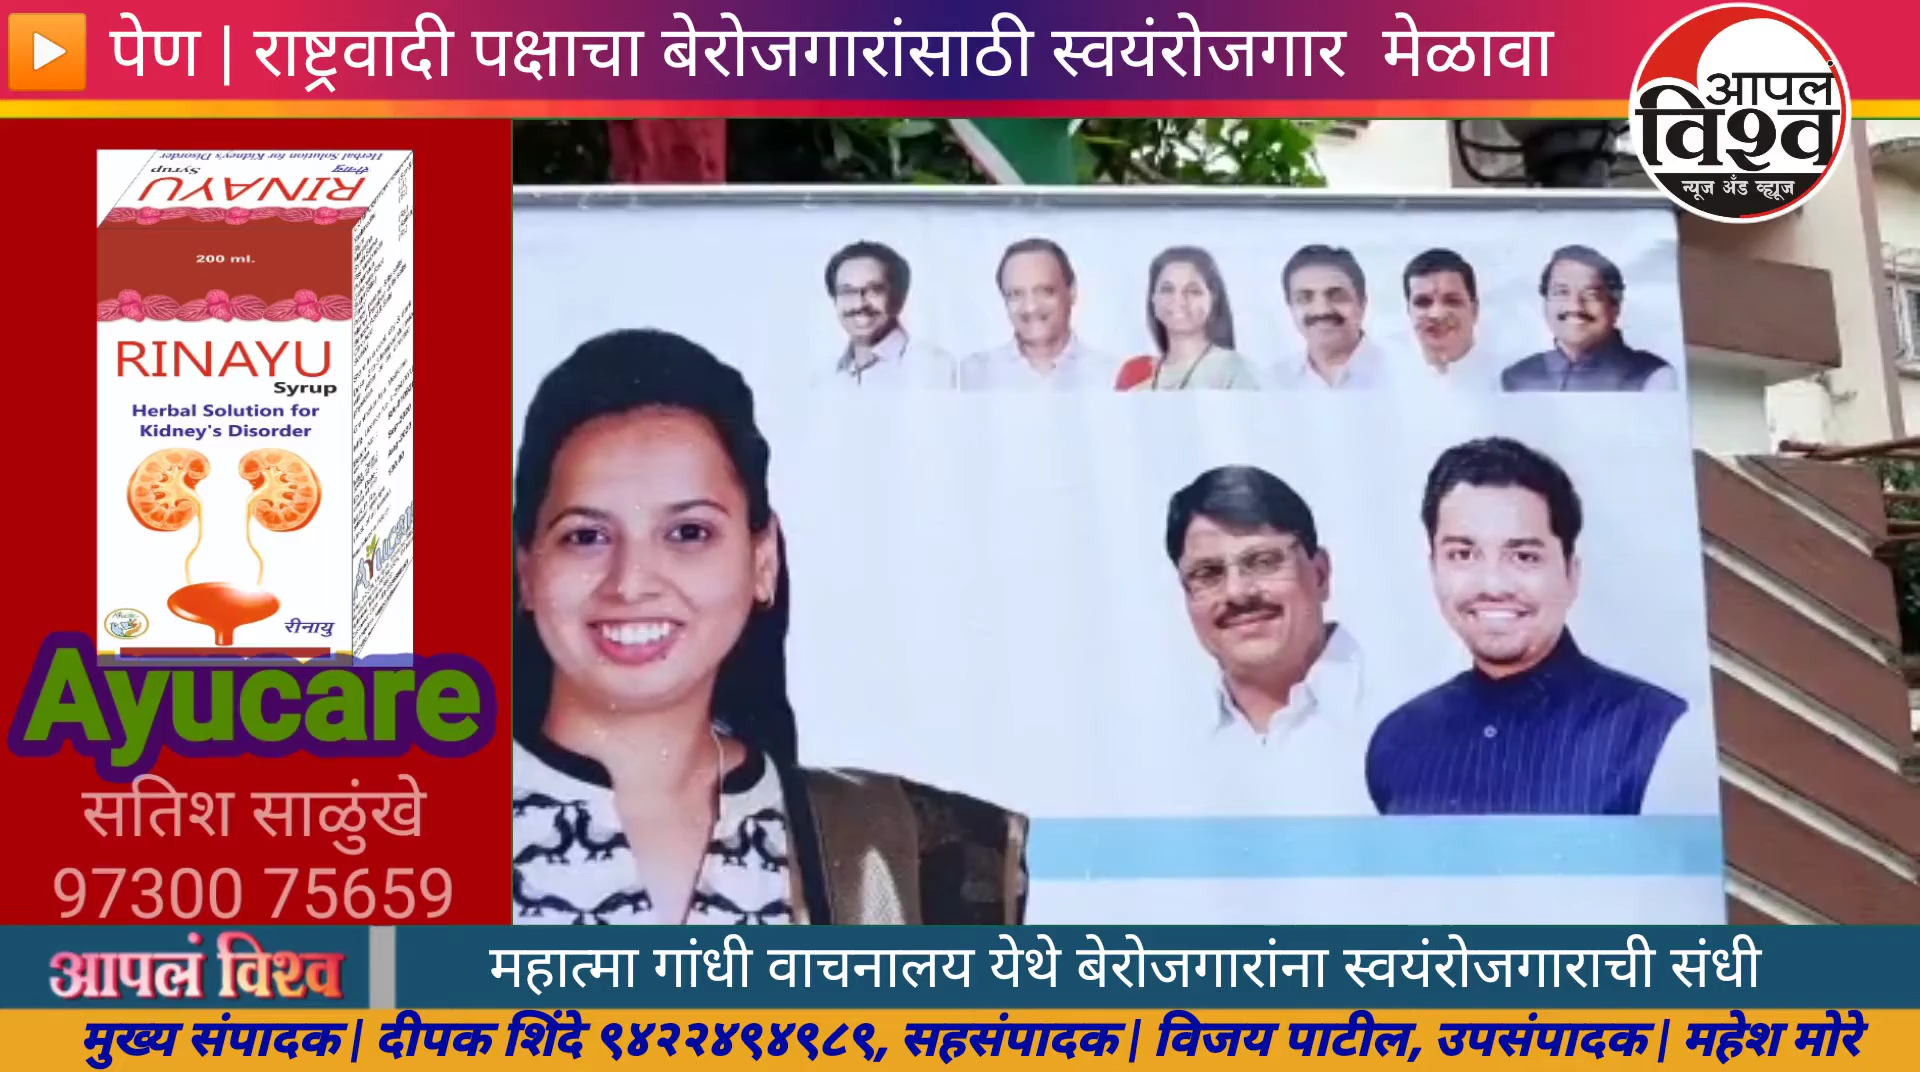 पेण | राष्ट्रवादी पक्षाचा बेरोजगारांसाठी स्वयंरोजगार मेळावा
आपलं
विश्व
न्यूज अँड व्ह्यूज
Herbal Solution for Kidney's Disorder
रीनायु
Syrup
RINAYU
200 ml.
RINAYU
Syrup
Herbal Solution for
Kidney's Disorder
रीनायु
Ayucare
सतिश साळुंखे
97300 75659
आपलं विश्व
महात्मा गांधी वाचनालय येथे बेरोजगारांना स्वयंरोजगाराची संधी
मुख्य संपादक | दीपक शिंदे ९४२२४९४९८९, सहसंपादक | विजय पाटील, उपसंपादक | महेश मोरे